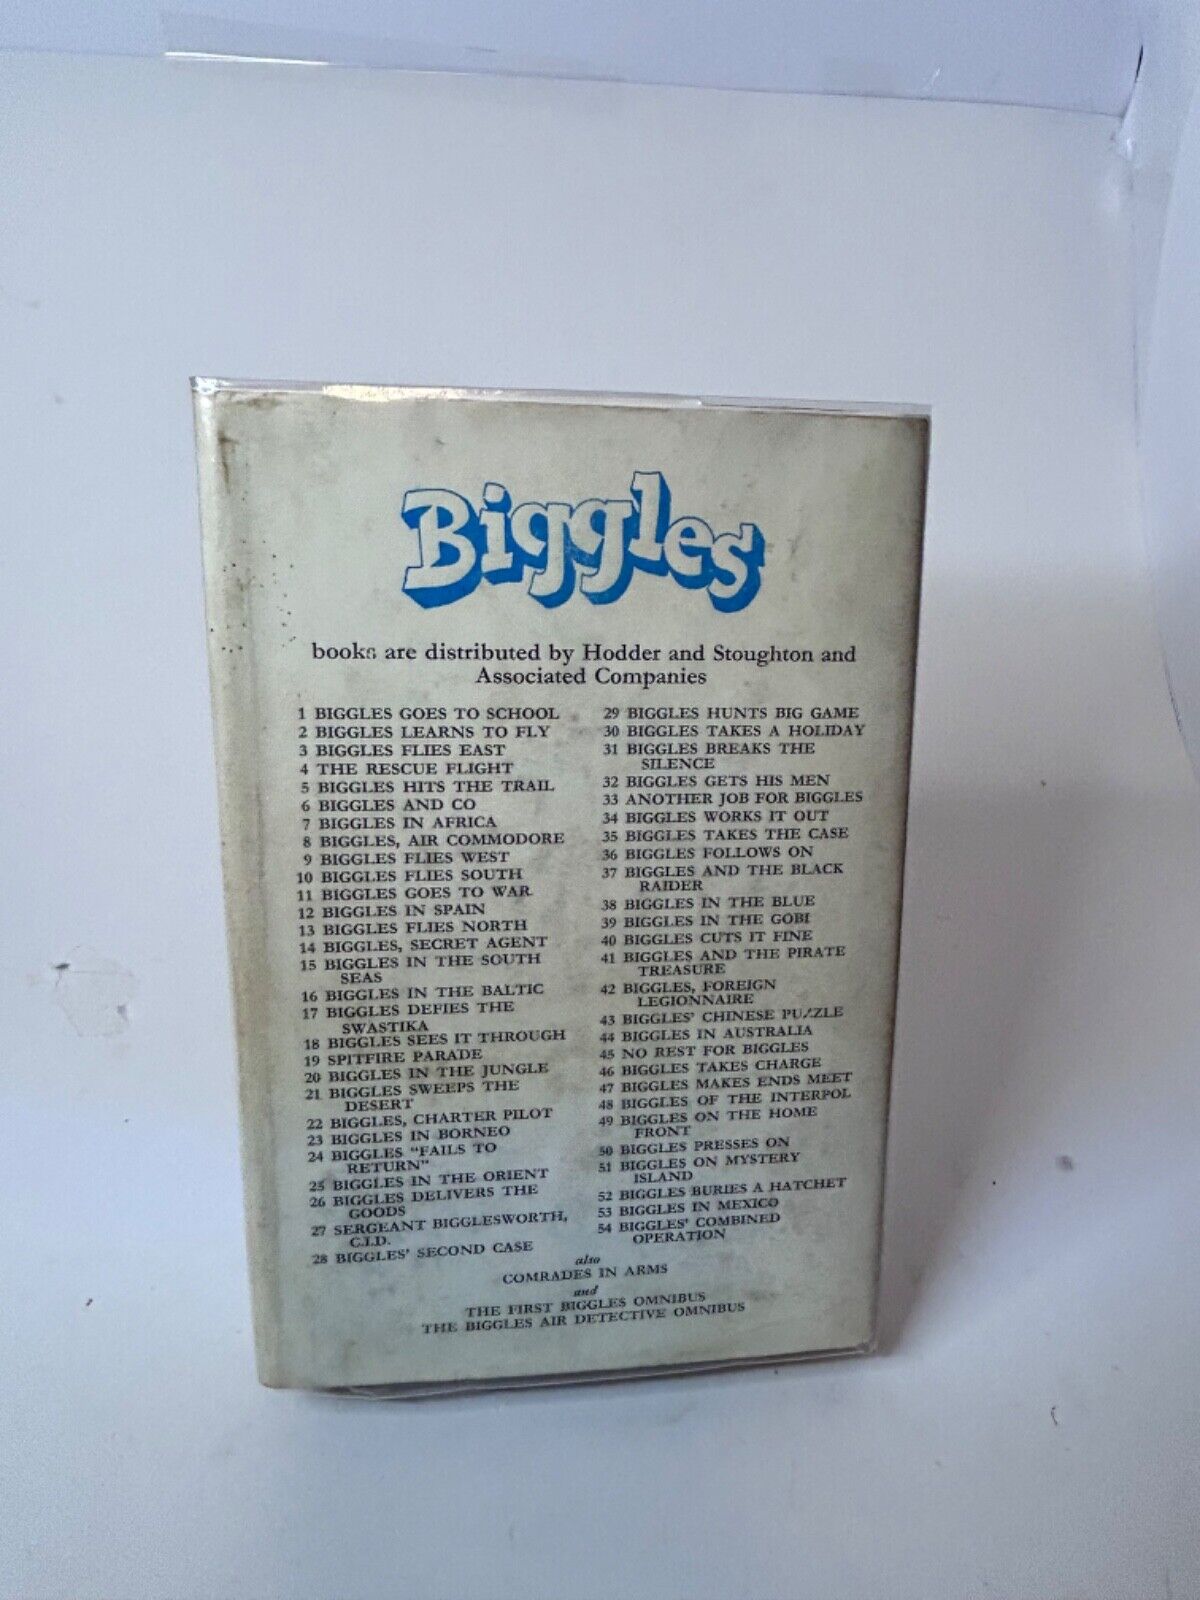 Biggles
books are distributed by Hodder and Stoughton and
Associated Companies
1 BIGGLES GOES TO SCHOOL
2 BIGGLES LEARNS TO FLY
3 BIGGLES FLIES EAST
4 THE RESCUE FLIGHT
5 BIGGLES HITS THE TRAIL
6 BIGGLES AND CO
7 BIGGLES IN AFRICA
8 BIGGLES, AIR COMMODORE
9 BIGGLES FLIES WEST
10 BIGGLES FLIES SOUTH
11 BIGGLES GOES TO WAR
12 BIGGLES IN SPAIN
13 BIGGLES FLIES NORTH
14 BIGGLES, SECRET AGENT
15 BIGGLES IN THE SOUTH
SEAS
16 BIGGLES IN THE BALTIC
17 BIGGLES DEFIES THE
SWASTIKA
18 BIGGLES SEES IT THROUGH
19 SPITFIRE PARADE
20 BIGGLES IN THE JUNGLE
21 BIGGLES SWEEPS THE
DESERT
22 BIGGLES, CHARTER PILOT
23 BIGGLES IN BORNEO
24 BIGGLES "FAILS TO
RETURN"
25 BIGGLES IN THE ORIENT
26 BIGGLES DELIVERS THE
GOODS
27 SERGEANT BIGGLESWORTH,
C.I.D.
28 BIGGLES' SECOND CASE
29 BIGGLES HUNTS BIG GAME
30 BIGGLES TAKES A HOLIDAY
31 BIGGLES BREAKS THE
SILENCE
32 BIGGLES GETS HIS MEN
33 ANOTHER JOB FOR BIGGLES
34 BIGGLES WORKS IT OUT
35 BIGGLES TAKES THE CASE
36 BIGGLES FOLLOWS ON
37 BIGGLES AND THE BLACK
RAIDER
38 BIGGLES IN THE BLUE
39 BIGGLES IN THE GOBI
40 BIGGLES CUTS IT FINE
41 BIGGLES AND THE PIRATE
TREASURE
42 BIGGLES, FOREIGN
LEGIONNAIRE
43 BIGGLES' CHINESE PUZZLE
44 BIGGLES IN AUSTRALIA
45 NO REST FOR BIGGLES
46 BIGGLES TAKES CHARGE
47 BIGGLES MAKES ENDS MEET
48 BIGGLES OF THE INTERPOL
49 BIGGLES ON THE HOME
FRONT
50 BIGGLES PRESSES ON
51 BIGGLES ON MYSTERY
ISLAND
52 BIGGLES BURIES A HATCHET
53 BIGGLES IN MEXICO
54 BIGGLES' COMBINED
OPERATION
also
COMRADES IN ARMS
and
THE FIRST BIGGLES OMNIBUS
THE BIGGLES AIR DETECTIVE OMNIBUS